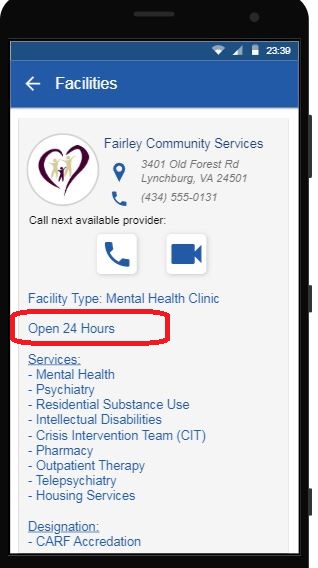 23:39
Facilities
Fairley Community Services
3401 Old Forest Rd
Lynchburg, VA 24501
(434) 555-0131
Call next available provider:
Facility Type: Mental Health Clinic
Open 24 Hours
Services:
- Mental Health
- Psychiatry
- Residential Substance Use
- Intellectual Disabilities
- Crisis Intervention Team (CIT)
- Pharmacy
- Outpatient Therapy
- Telepsychiatry
- Housing Services
Designation:
- CARF Accredation